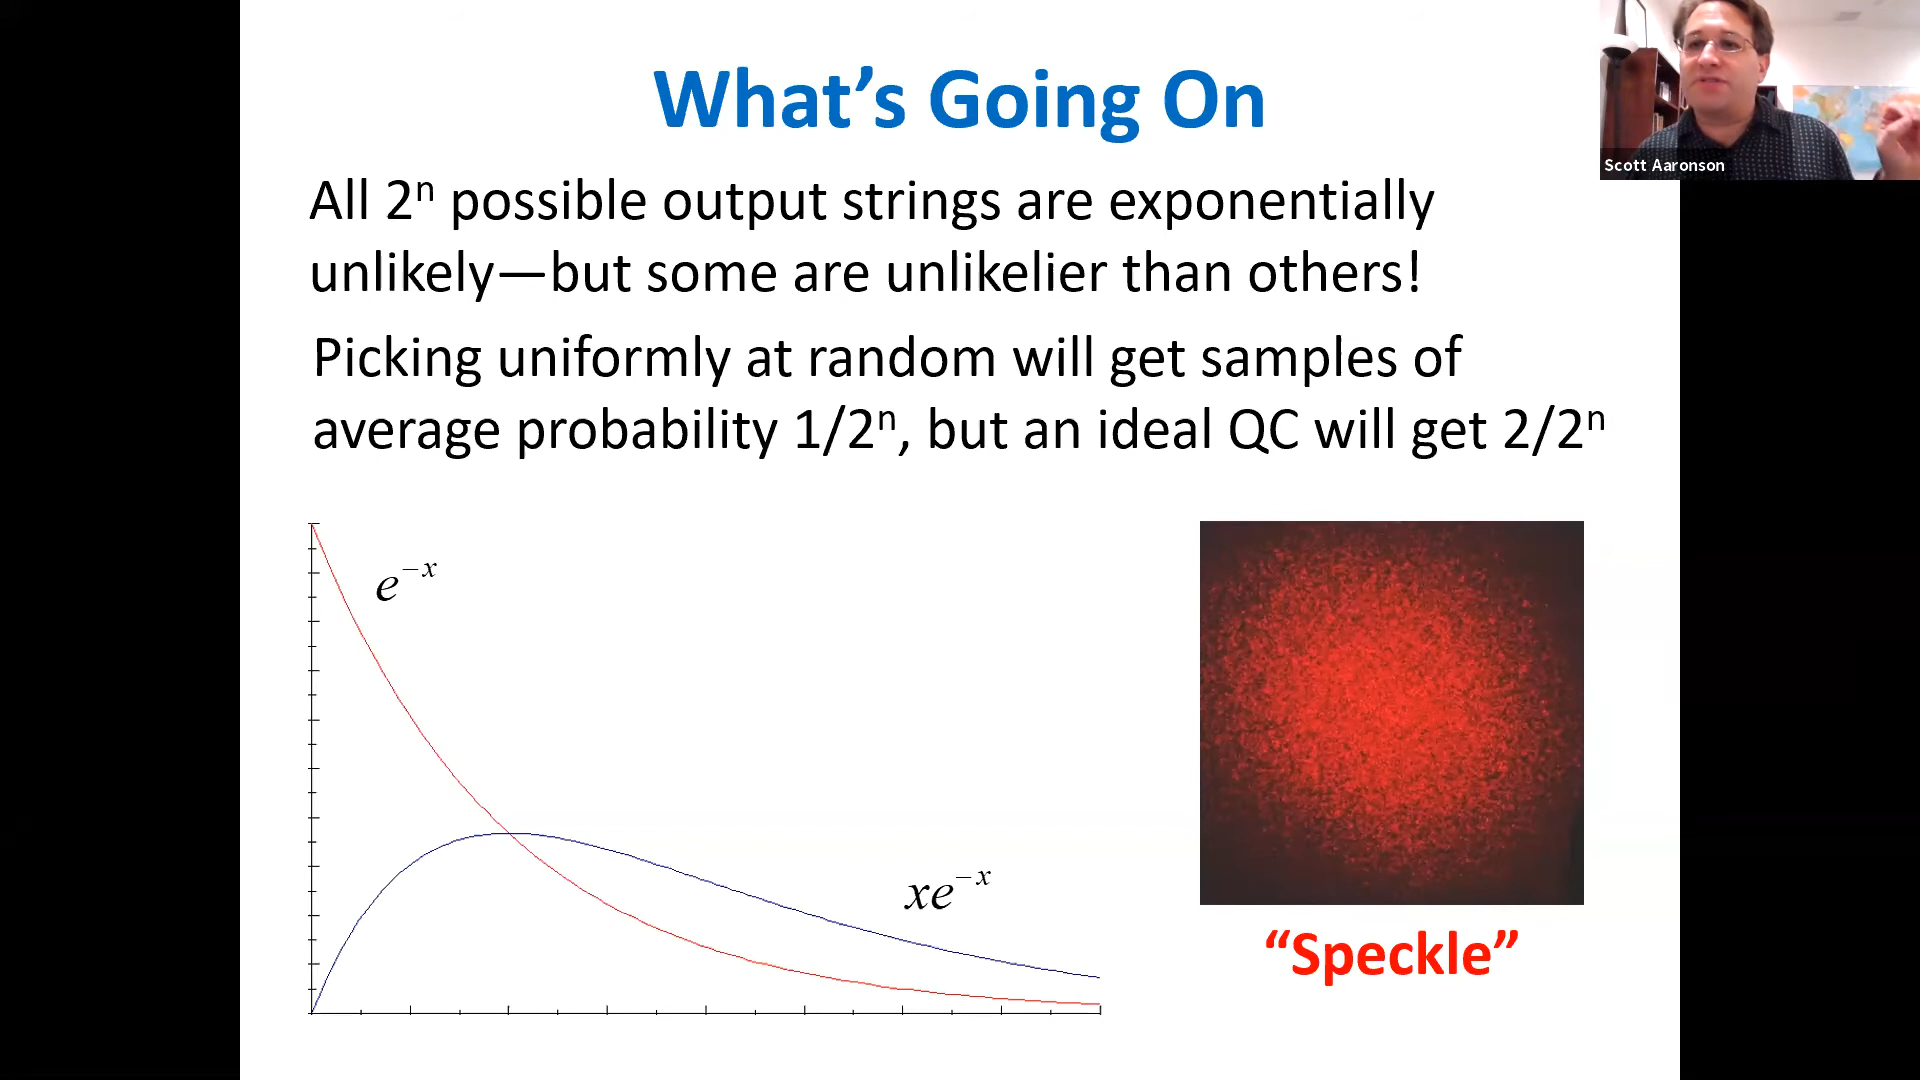 What’s Going On
Scott Aaronson
All 2ⁿ possible output strings are exponentially
unlikely—but some are unlikelier than others!
Picking uniformly at random will get samples of
average probability 1/2ⁿ, but an ideal QC will get 2/2ⁿ
e⁻ˣ
xe⁻ˣ
“Speckle”